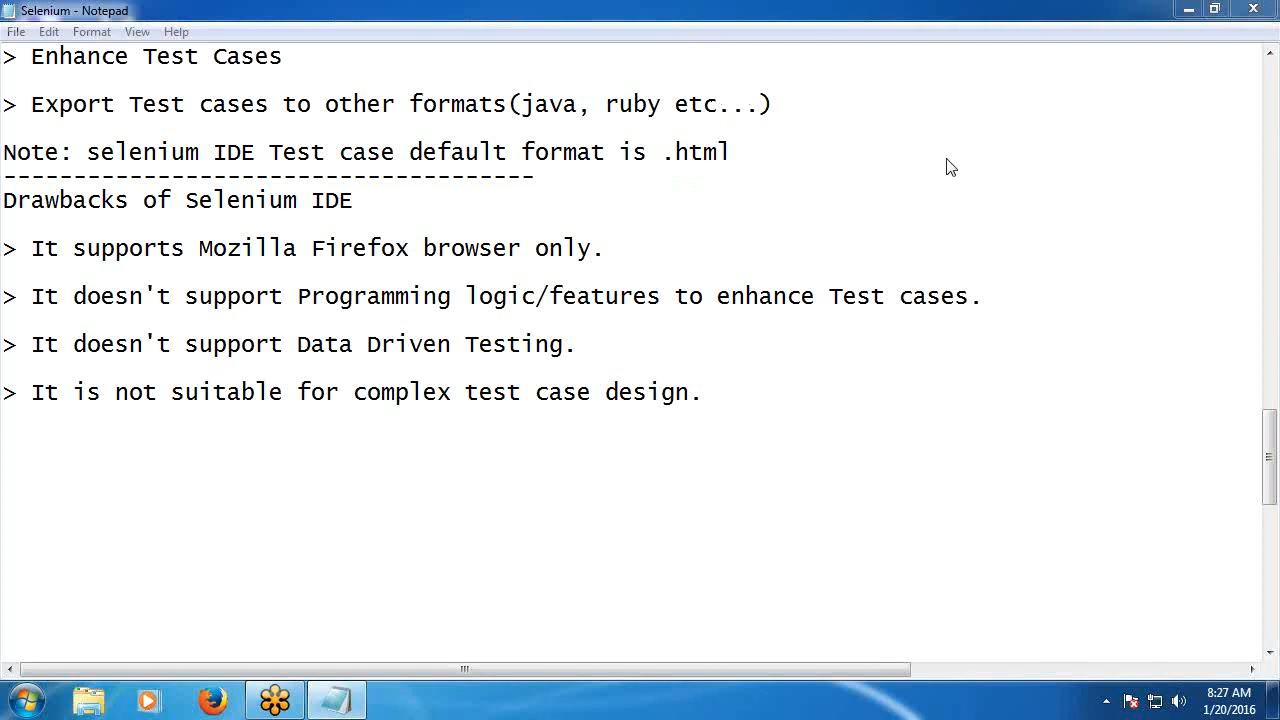 Selenium - Notepad
File Edit Format View Help
> Enhance Test Cases
> Export Test cases to other formats(java, ruby etc...)
Note: selenium IDE Test case default format is .html
--------------------------------------
Drawbacks of Selenium IDE
> It supports Mozilla Firefox browser only.
> It doesn't support Programming logic/features to enhance Test cases.
> It doesn't support Data Driven Testing.
> It is not suitable for complex test case design.
8:27 AM
1/20/2016